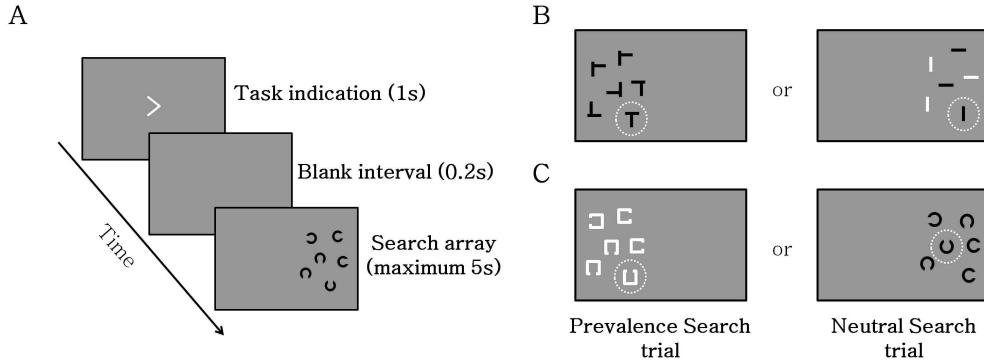 A
Task indication (1s)
Blank interval (0.2s)
Search array
(maximum 5s)
Time
B
or
C
or
Prevalence Search
trial
Neutral Search
trial